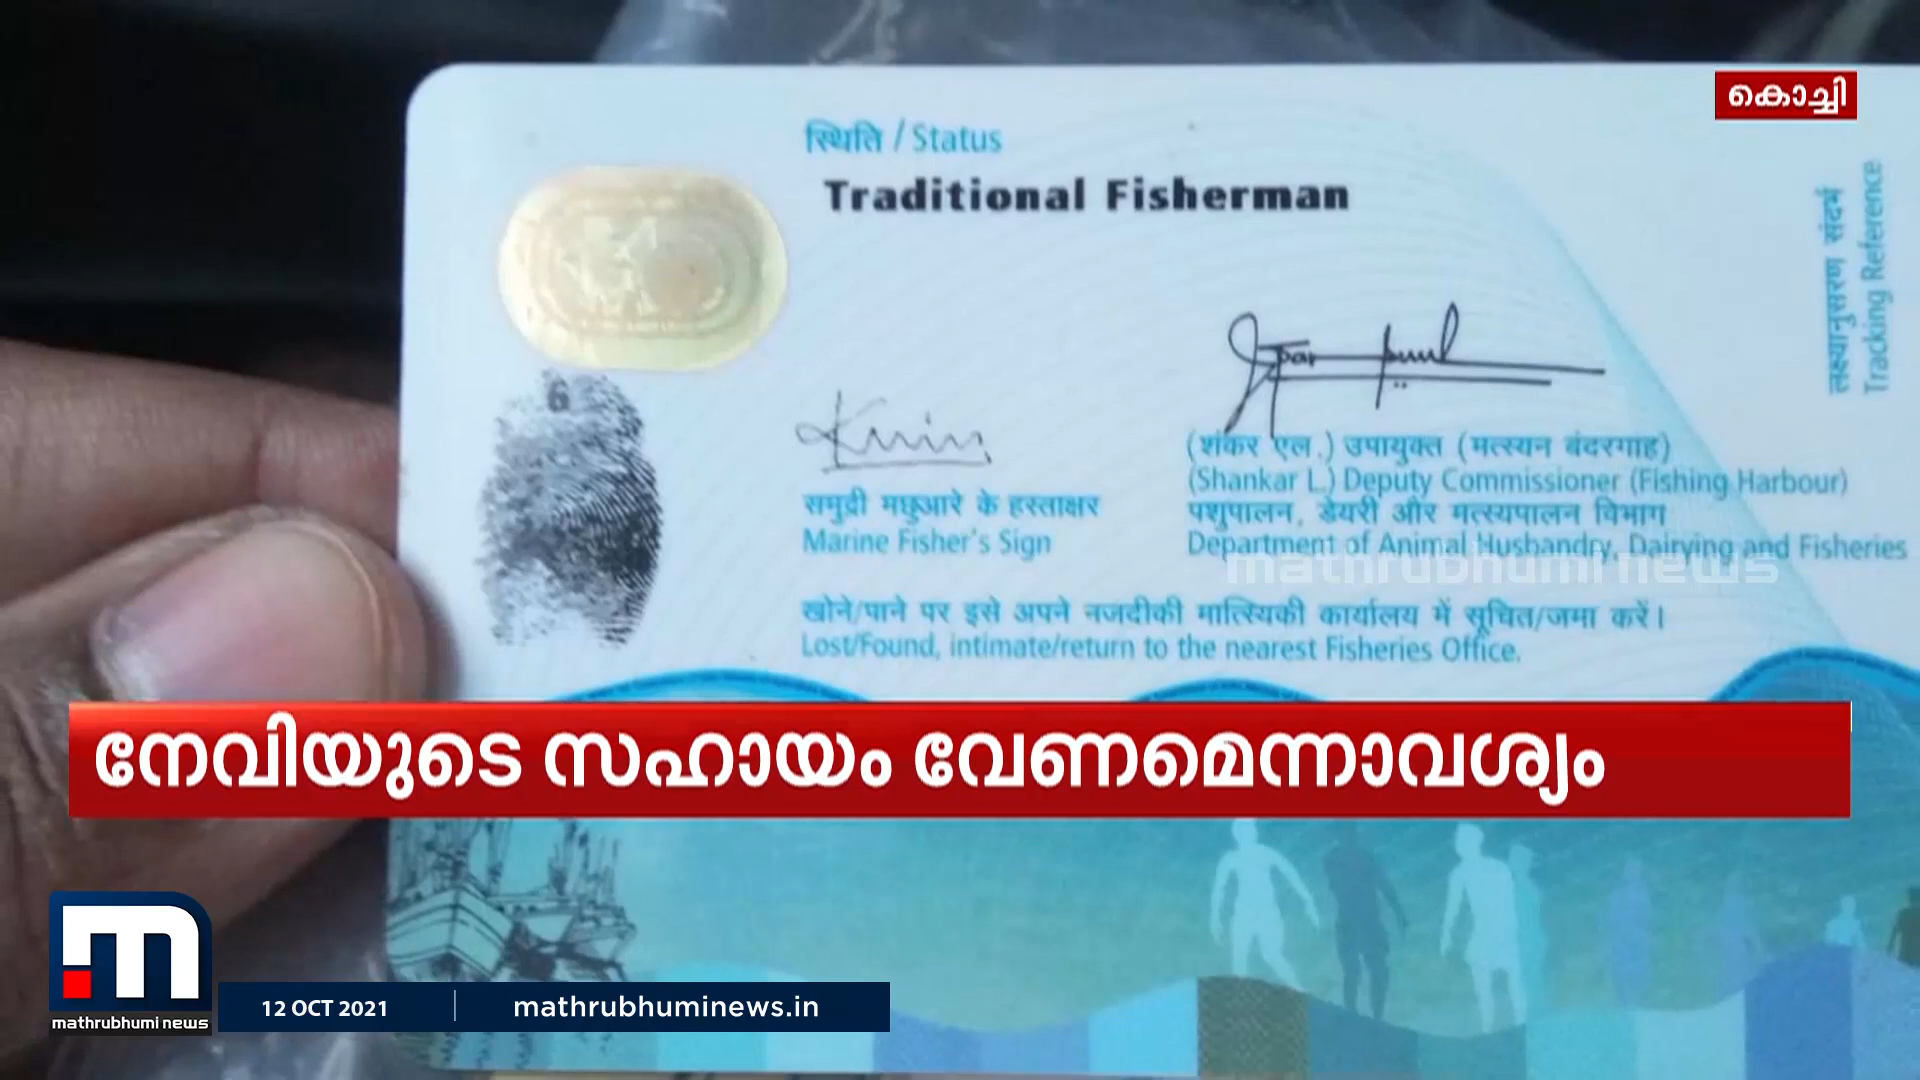 കൊച്ചി
स्थिति / Status
Traditional Fisherman
लक्ष्यानुसरण संदर्भ
Tracking Reference
समुद्री मछुआरे के हस्ताक्षर
Marine Fisher's Sign
(शंकर एल.) उपायुक्त (मत्स्यन बंदरगाह)
(Shankar L.) Deputy Commissioner (Fishing Harbour)
पशुपालन, डेयरी और मत्स्यपालन विभाग
Department of Animal Husbandry, Dairying and Fisheries
mathrubhumi news
खोने/पाने पर इसे अपने नजदीकी मात्स्यिकी कार्यालय में सूचित/जमा करें।
Lost/Found, intimate/return to the nearest Fisheries Office.
നേവിയുടെ സഹായം വേണമെന്നാവശ്യം
mathrubhumi news
12 OCT 2021
mathrubhuminews.in